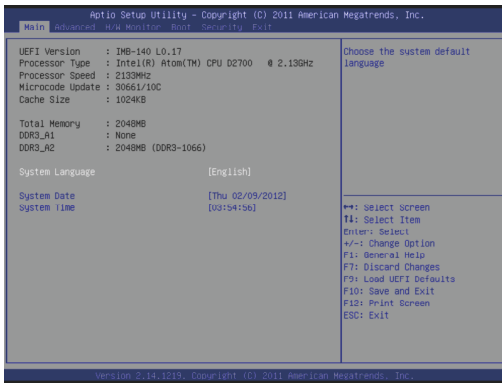 Aptio Setup Utility - Copyright (C) 2011 American Megatrends, Inc.
Main Advanced H/W Monitor Boot Security Exit
UEFI Version : IMB-140 L0.17
Processor Type : Intel(R) Atom(TM) CPU D2700 @ 2.13GHz
Processor Speed : 2133MHz
Microcode Update : 30661/10C
Cache Size : 1024KB
Total Memory : 2048MB
DDR3_A1 : None
DDR3_A2 : 2048MB (DDR3-1066)
System Language [English]
System Date [Thu 02/09/2012]
System Time [03:54:56]
Choose the system default
language
↔: Select Screen
↑↓: Select Item
Enter: Select
+/-: Change Option
F1: General Help
F7: Discard Changes
F9: Load UEFI Defaults
F10: Save and Exit
F12: Print Screen
ESC: Exit
Version 2.14.1219. Copyright (C) 2011 American Megatrends, Inc.